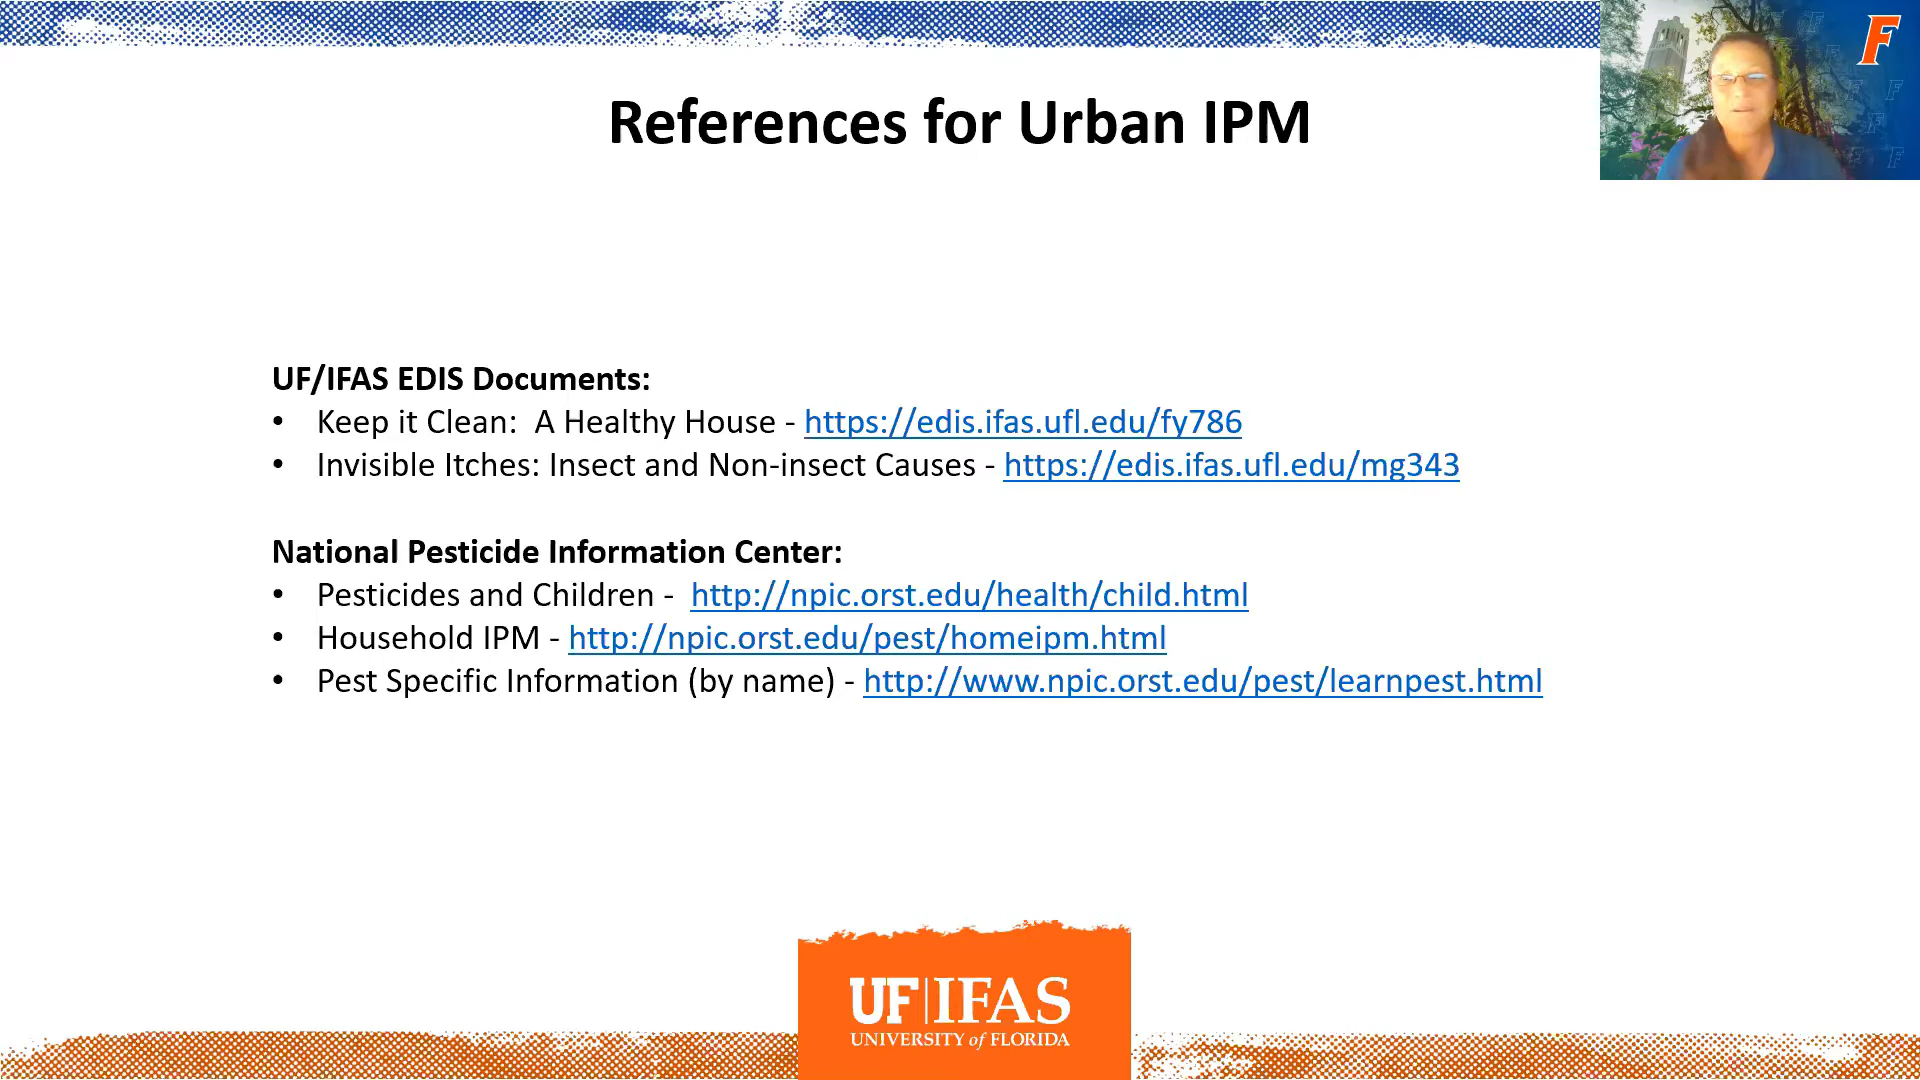 References for Urban IPM
F
UF/IFAS EDIS Documents:
• Keep it Clean:  A Healthy House - https://edis.ifas.ufl.edu/fy786
• Invisible Itches: Insect and Non-insect Causes - https://edis.ifas.ufl.edu/mg343
National Pesticide Information Center:
• Pesticides and Children -  http://npic.orst.edu/health/child.html
• Household IPM - http://npic.orst.edu/pest/homeipm.html
• Pest Specific Information (by name) - http://www.npic.orst.edu/pest/learnpest.html
UF|IFAS
UNIVERSITY of FLORIDA